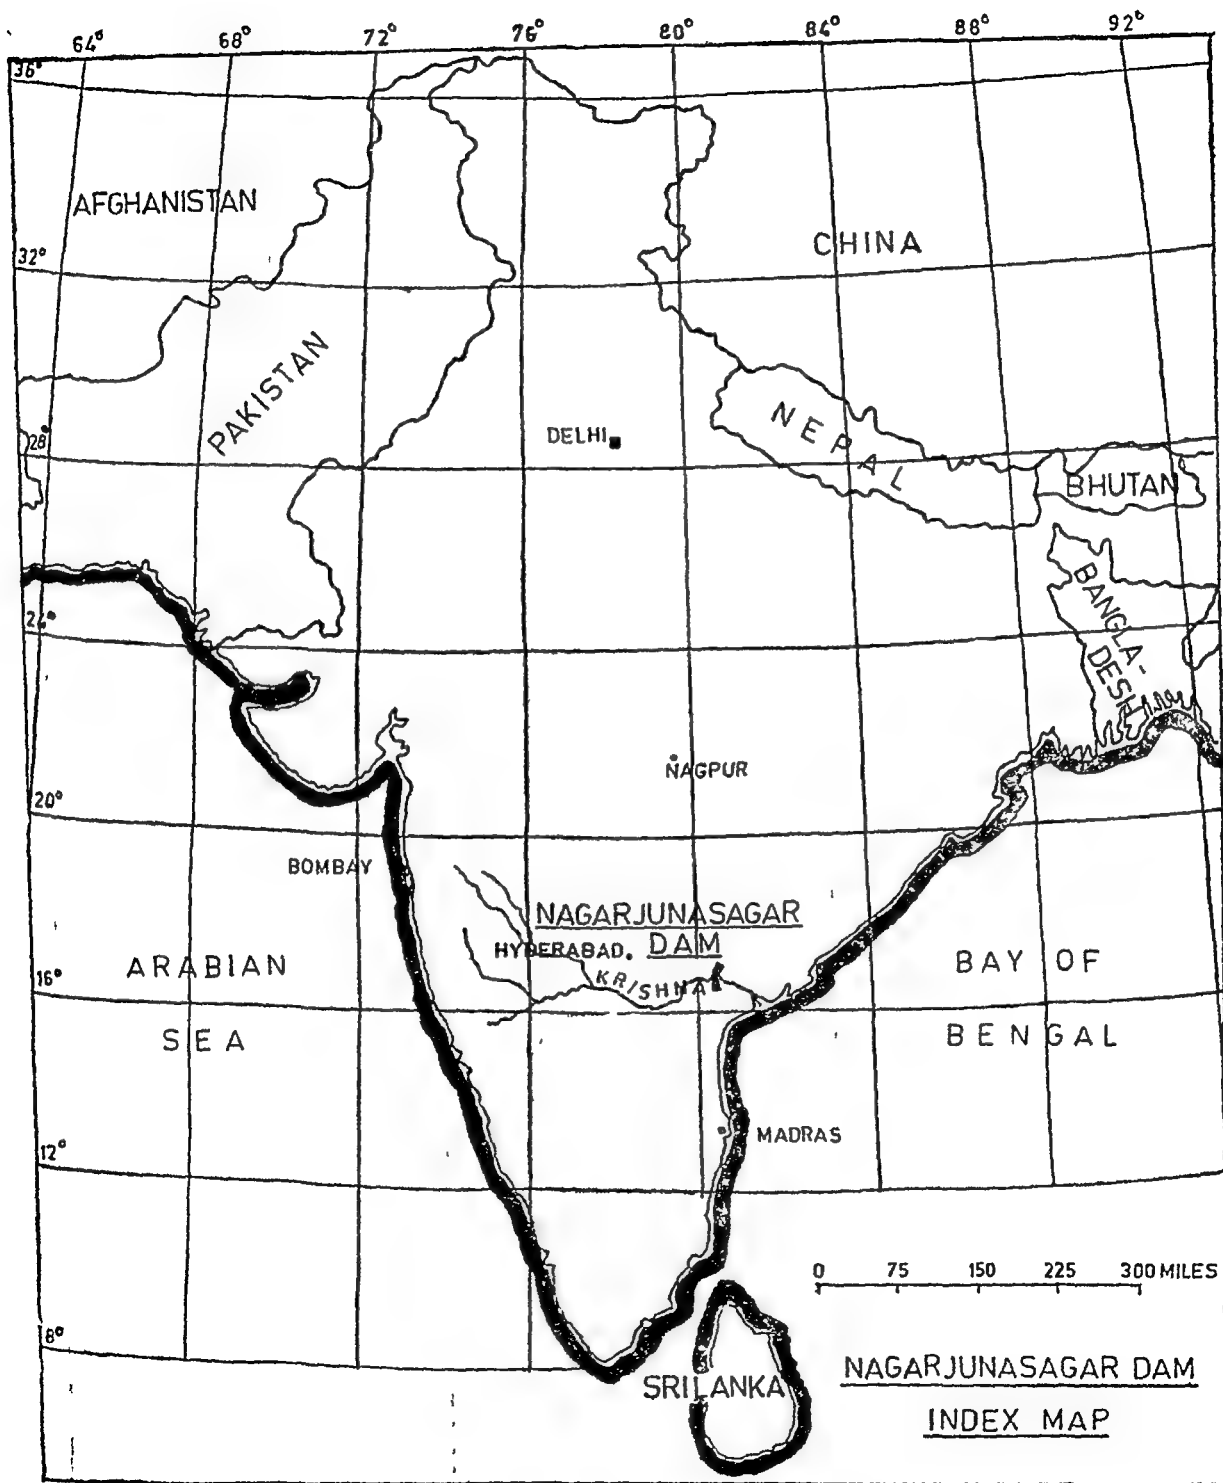 64° 68° 72° 76° 80° 84° 88° 92°
36°
AFGHANISTAN
CHINA
32°
PAKISTAN
NEPAL
DELHI
28°
BHUTAN
BANGLA-
DESH
24°
NAGPUR
20°
BOMBAY
NAGARJUNASAGAR
DAM
HYDERABAD
KRISHNA
ARABIAN
SEA
BAY OF
BENGAL
16°
MADRAS
12°
0 75 150 225 300 MILES
8°
SRILANKA
NAGARJUNASAGAR DAM
INDEX MAP